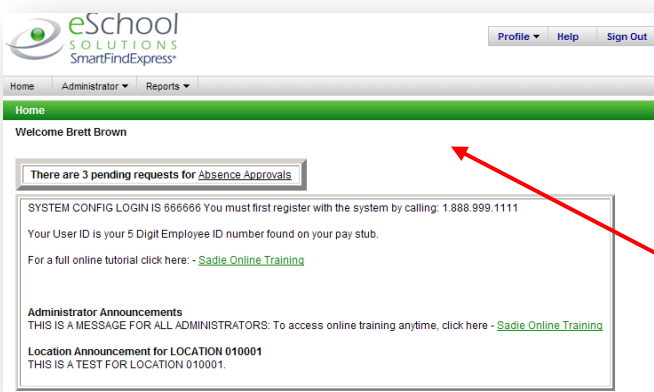 eSchool
SOLUTIONS
SmartFindExpress
Profile Help Sign Out
Home Administrator Reports
Home
Welcome Brett Brown
There are 3 pending requests for Absence Approvals
SYSTEM CONFIG LOGIN IS 666666 You must first register with the system by calling: 1.888.999.1111
Your User ID is your 5 Digit Employee ID number found on your pay stub.
For a full online tutorial click here: - Sadie Online Training
Administrator Announcements
THIS IS A MESSAGE FOR ALL ADMINISTRATORS: To access online training anytime, click here - Sadie Online Training
Location Announcement for LOCATION 010001
THIS IS A TEST FOR LOCATION 010001.